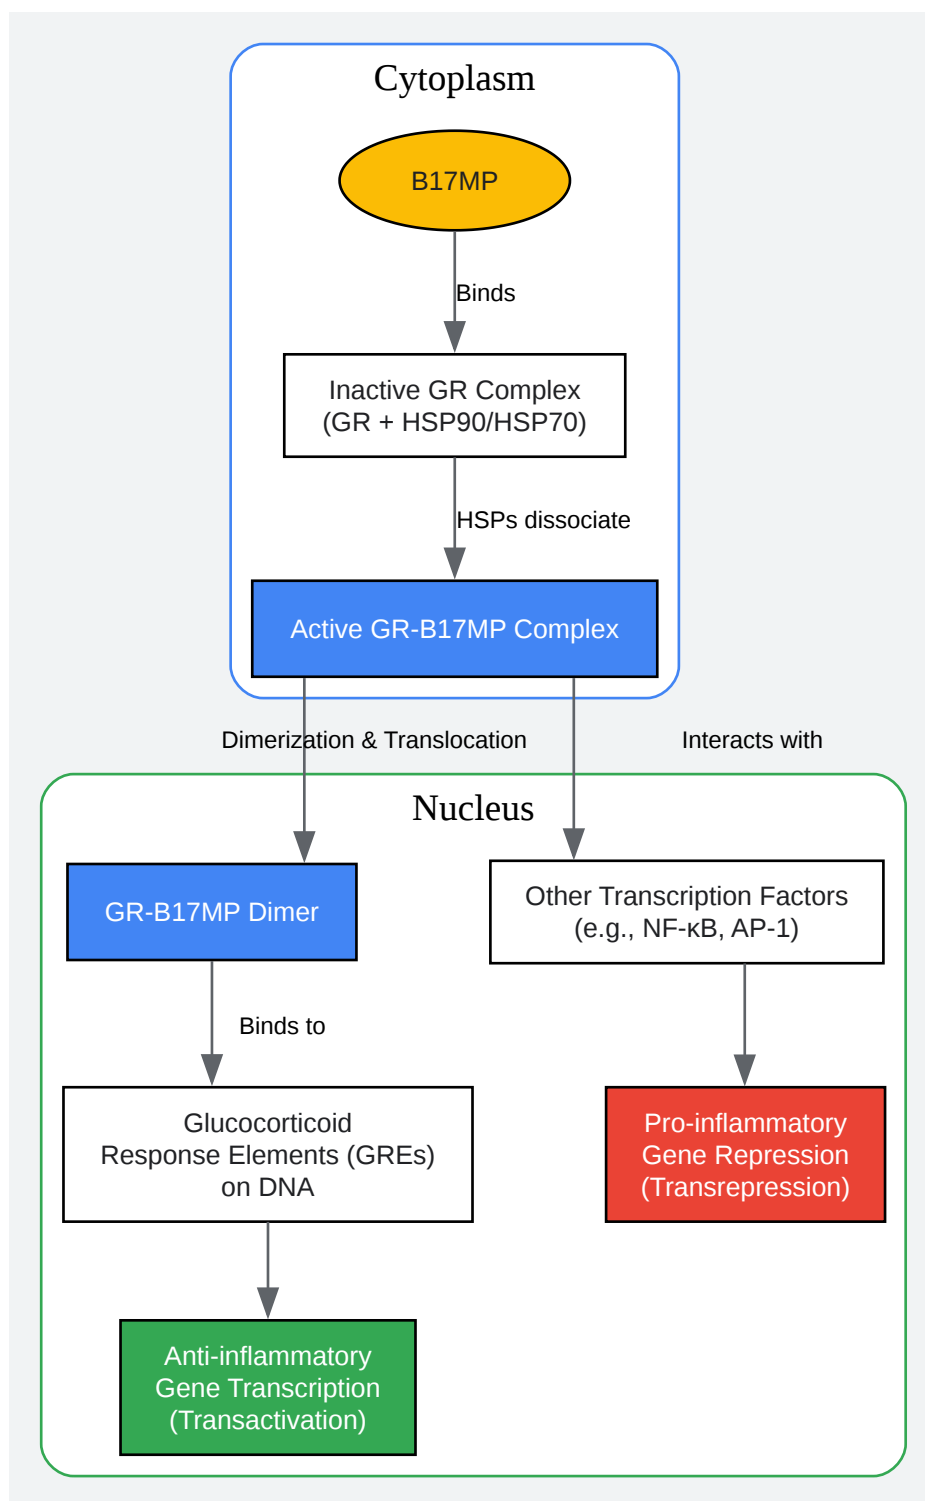 Cytoplasm
B17MP
Binds
Inactive GR Complex
(GR + HSP90/HSP70)
HSPs dissociate
Active GR-B17MP Complex
Dimerization & Translocation
Interacts with
Nucleus
GR-B17MP Dimer
Other Transcription Factors
(e.g., NF-κB, AP-1)
Binds to
Glucocorticoid
Response Elements (GREs)
on DNA
Pro-inflammatory
Gene Repression
(Transrepression)
Anti-inflammatory
Gene Transcription
(Transactivation)